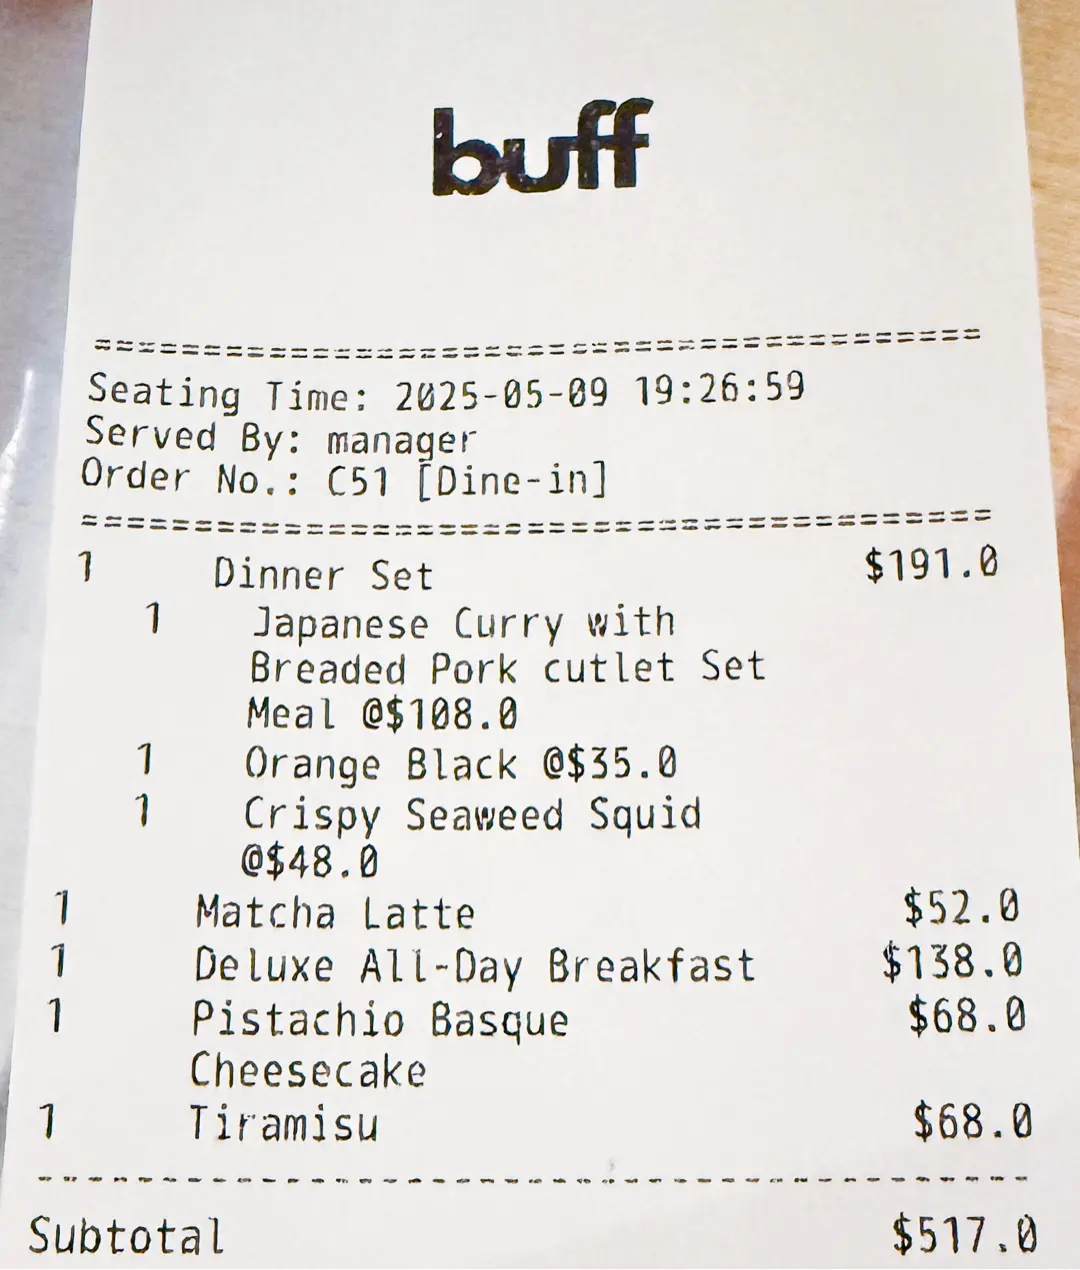 buff
========================================
Seating Time: 2025-05-09 19:26:59
Served By: manager
Order No.: C51 [Dine-in]
========================================
1 Dinner Set $191.0
1 Japanese Curry with
Breaded Pork cutlet Set
Meal @$108.0
1 Orange Black @$35.0
1 Crispy Seaweed Squid
@$48.0
1 Matcha Latte $52.0
1 Deluxe All-Day Breakfast $138.0
1 Pistachio Basque $68.0
Cheesecake
1 Tiramisu $68.0
----------------------------------------
Subtotal $517.0